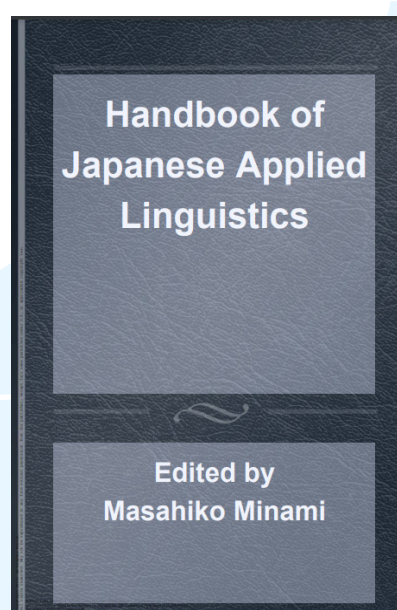 Handbook of
Japanese Applied
Linguistics
Edited by
Masahiko Minami